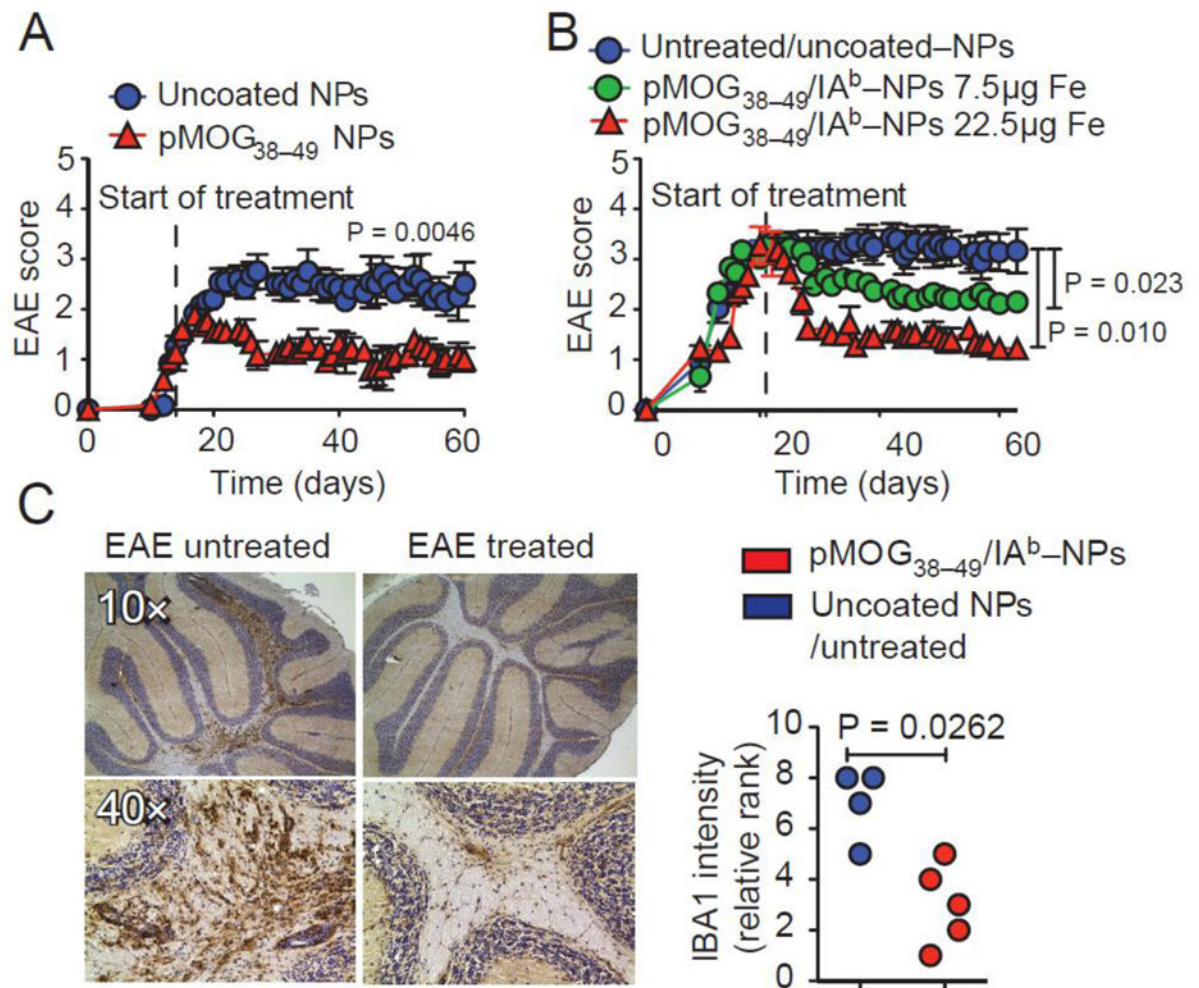 A
Uncoated NPs
pMOG38–49 NPs
5
4
3
2
1
0
EAE score
Start of treatment
P = 0.0046
0 20 40 60
Time (days)
B
Untreated/uncoated–NPs
pMOG38–49/IAb–NPs 7.5µg Fe
pMOG38–49/IAb–NPs 22.5µg Fe
5
4
3
2
1
0
EAE score
Start of treatment
P = 0.023
P = 0.010
0 20 40 60
Time (days)
C
EAE untreated
EAE treated
10×
40×
pMOG38–49/IAb–NPs
Uncoated NPs
/untreated
10
8
6
4
2
0
IBA1 intensity
(relative rank)
P = 0.0262